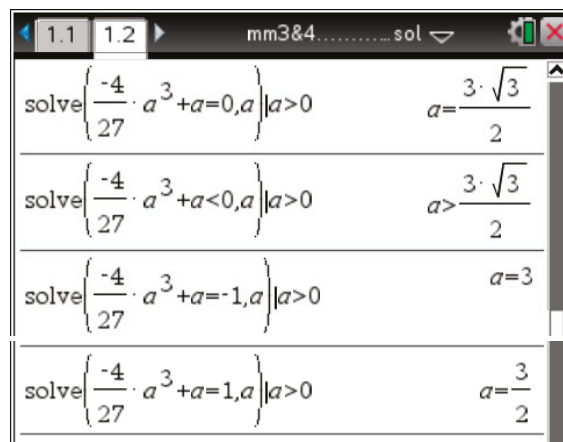 1.1 1.2 mm3&4...........sol
solve(-4/27·a^3+a=0,a)|a>0 a=3·√3/2
solve(-4/27·a^3+a<0,a)|a>0 a>3·√3/2
solve(-4/27·a^3+a=-1,a)|a>0 a=3
solve(-4/27·a^3+a=1,a)|a>0 a=3/2